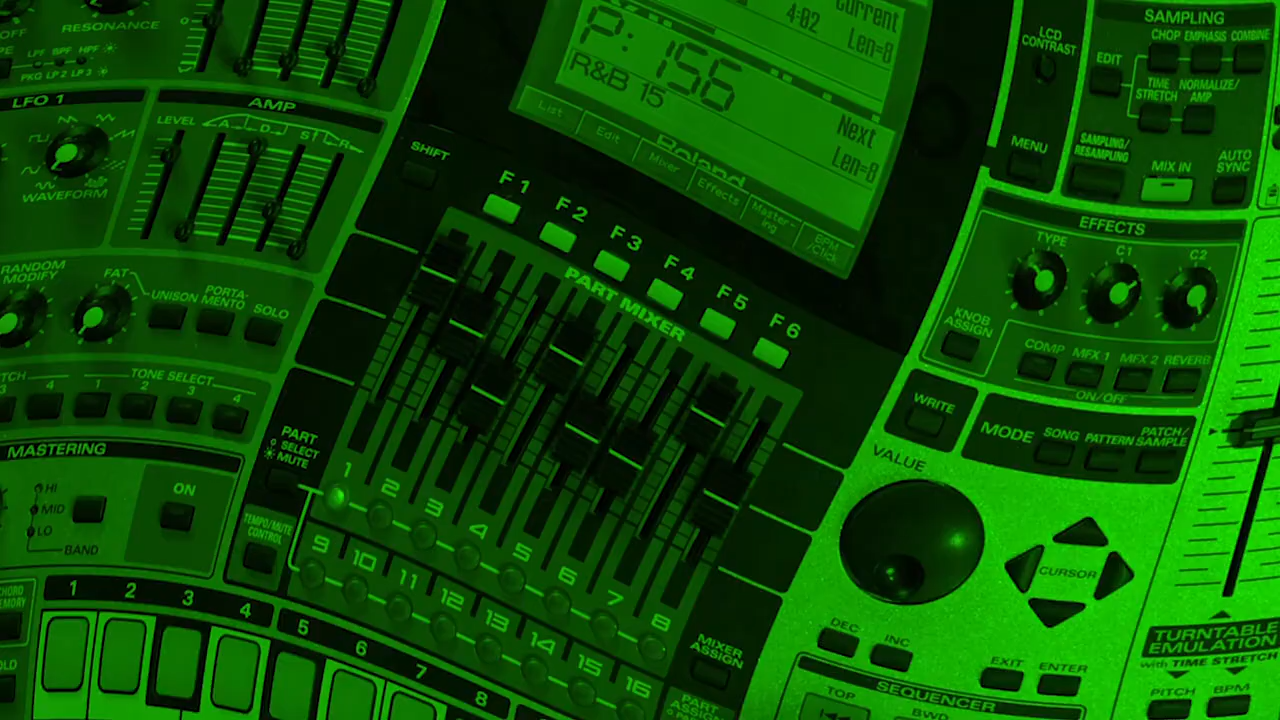 OFF
RESONANCE
LPF BPF HPF
PKG LP 2 LP 3
LFO 1
WAVEFORM
AMP
LEVEL A D S R
RANDOM
MODIFY
FAT
UNISON
PORTA-
MENTO
SOLO
4 1 2 3 4
TONE SELECT
MASTERING
HI
MID
LO
BAND
ON
PART
SELECT
MUTE
TEMPO/MUTE
CONTROL
1 2 3 4 5 6 7 8
SHIFT
4:02
Current
Len=8
P: 156
R&B 15
Next
Len=8
List
Edit
Mixer
Effects
Master-
ing
BPM
/Click
Roland
F1 F2 F3 F4 F5 F6
PART MIXER
1 2 3 4 5 6 7 8
9 10 11 12 13 14 15 16
MIXER
ASSIGN
PART
ASSIGN
LCD
CONTRAST
MENU
SAMPLING
EDIT
CHOP EMPHASIS COMBINE
TIME
STRETCH
NORMALIZE/
AMP
SAMPLING/
RESAMPLING
MIX IN
AUTO
SYNC
EFFECTS
TYPE C1 C2
KNOB
ASSIGN
COMP MFX 1 MFX 2 REVERB
ON/OFF
WRITE
MODE
SONG PATTERN PATCH/
SAMPLE
VALUE
CURSOR
DEC INC
EXIT ENTER
SEQUENCER
TOP BWD
TURNTABLE
EMULATION
with TIME STRETCH
PITCH BPM